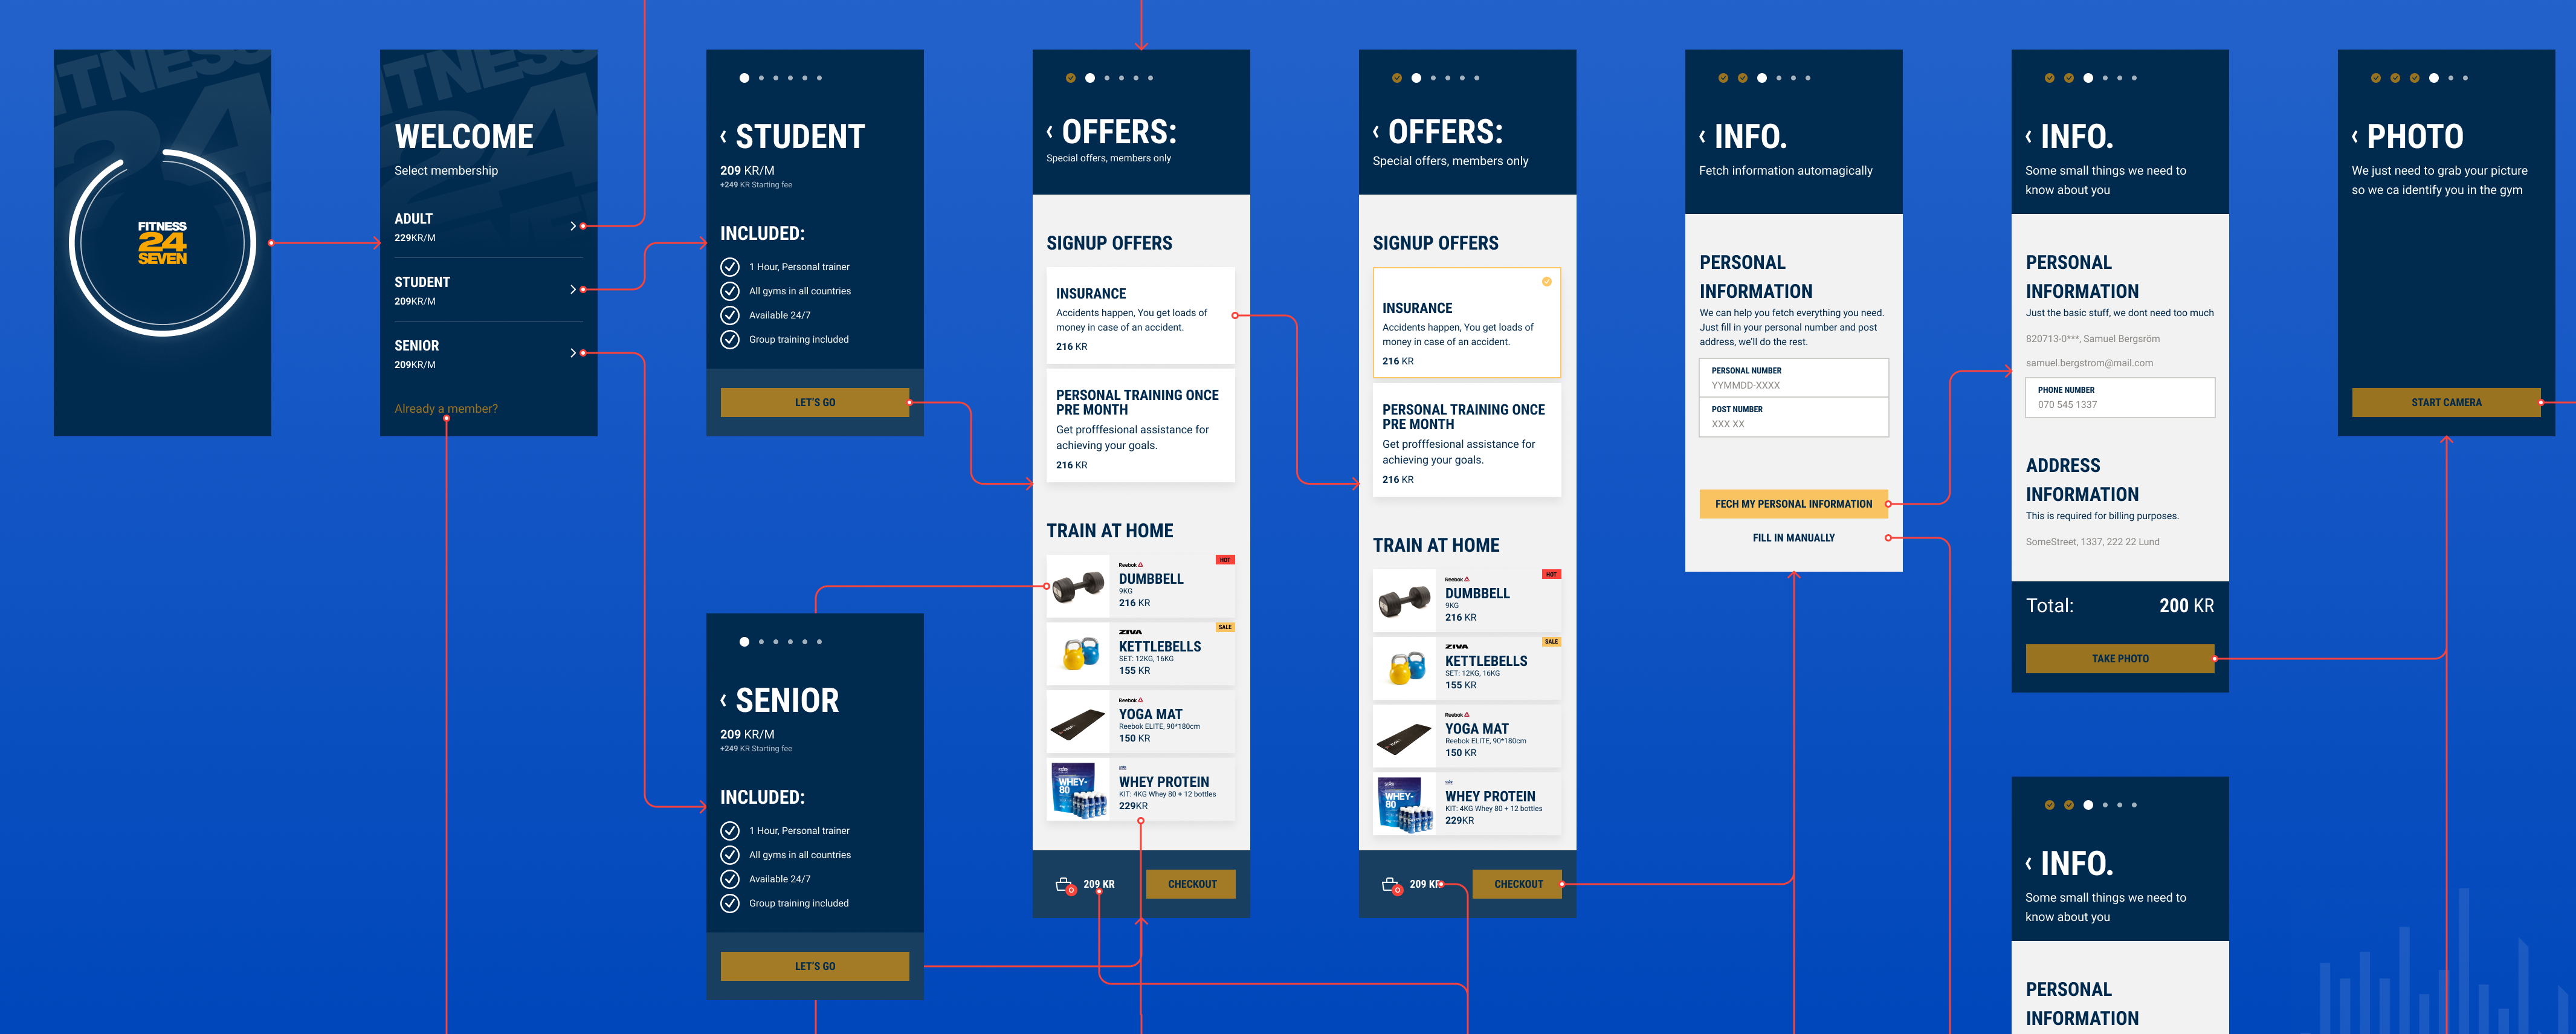 FITNESS
24
SEVEN
TNESS
24
WELCOME
Select membership
ADULT
229KR/M
STUDENT
209KR/M
SENIOR
209KR/M
Already a member?
STUDENT
209 KR/M
+249 KR Starting fee
INCLUDED:
1 Hour, Personal trainer
All gyms in all countries
Available 24/7
Group training included
LET'S GO
SENIOR
209 KR/M
+249 KR Starting fee
INCLUDED:
1 Hour, Personal trainer
All gyms in all countries
Available 24/7
Group training included
LET'S GO
OFFERS:
Special offers, members only
SIGNUP OFFERS
INSURANCE
Accidents happen, You get loads of
money in case of an accident.
216 KR
PERSONAL TRAINING ONCE
PRE MONTH
Get profffesional assistance for
achieving your goals.
216 KR
TRAIN AT HOME
Reebok
HOT
DUMBBELL
9KG
216 KR
ZIVA
SALE
KETTLEBELLS
SET: 12KG, 16KG
155 KR
Reebok
YOGA MAT
Reebok ELITE, 90*180cm
150 KR
WHEY-
80
WHEY PROTEIN
KIT: 4KG Whey 80 + 12 bottles
229KR
0
209 KR
CHECKOUT
OFFERS:
Special offers, members only
SIGNUP OFFERS
INSURANCE
Accidents happen, You get loads of
money in case of an accident.
216 KR
PERSONAL TRAINING ONCE
PRE MONTH
Get profffesional assistance for
achieving your goals.
216 KR
TRAIN AT HOME
Reebok
HOT
DUMBBELL
9KG
216 KR
ZIVA
SALE
KETTLEBELLS
SET: 12KG, 16KG
155 KR
Reebok
YOGA MAT
Reebok ELITE, 90*180cm
150 KR
WHEY-
80
WHEY PROTEIN
KIT: 4KG Whey 80 + 12 bottles
229KR
0
209 KR
CHECKOUT
INFO.
Fetch information automagically
PERSONAL
INFORMATION
We can help you fetch everything you need.
Just fill in your personal number and post
address, we'll do the rest.
PERSONAL NUMBER
YYMMDD-XXXX
POST NUMBER
XXX XX
FECH MY PERSONAL INFORMATION
FILL IN MANUALLY
INFO.
Some small things we need to
know about you
PERSONAL
INFORMATION
Just the basic stuff, we dont need too much
820713-0***, Samuel Bergsröm
samuel.bergstrom@mail.com
PHONE NUMBER
070 545 1337
ADDRESS
INFORMATION
This is required for billing purposes.
SomeStreet, 1337, 222 22 Lund
Total: 200 KR
TAKE PHOTO
INFO.
Some small things we need to
know about you
PERSONAL
INFORMATION
PHOTO
We just need to grab your picture
so we ca identify you in the gym
START CAMERA